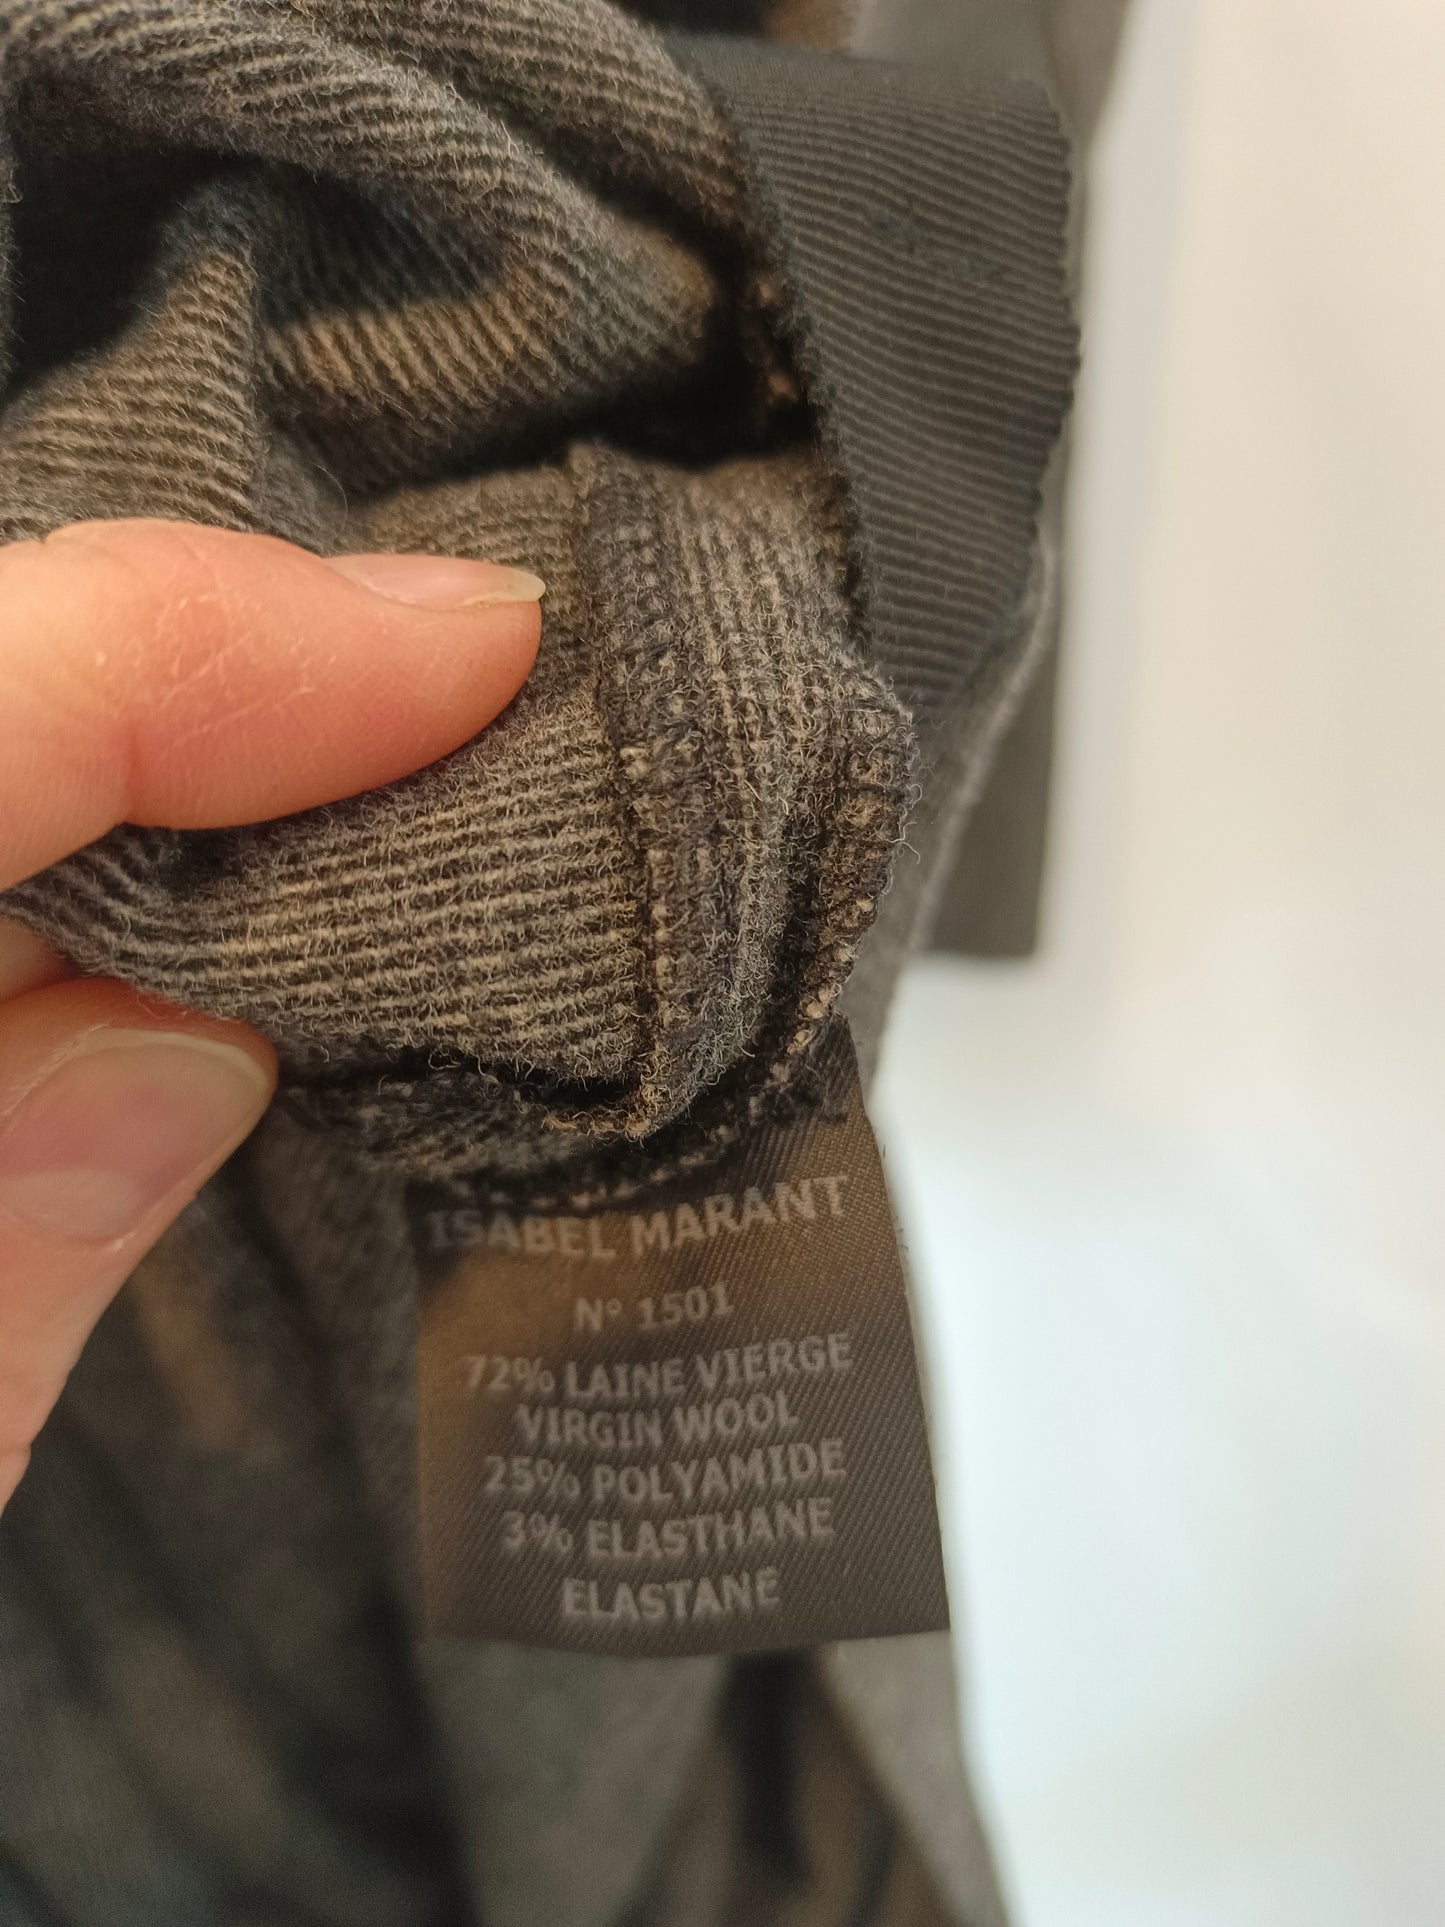 ISABEL MARANT
N° 1501
72% LAINE VIERGE
VIRGIN WOOL
25% POLYAMIDE
3% ELASTHANE
ELASTANE